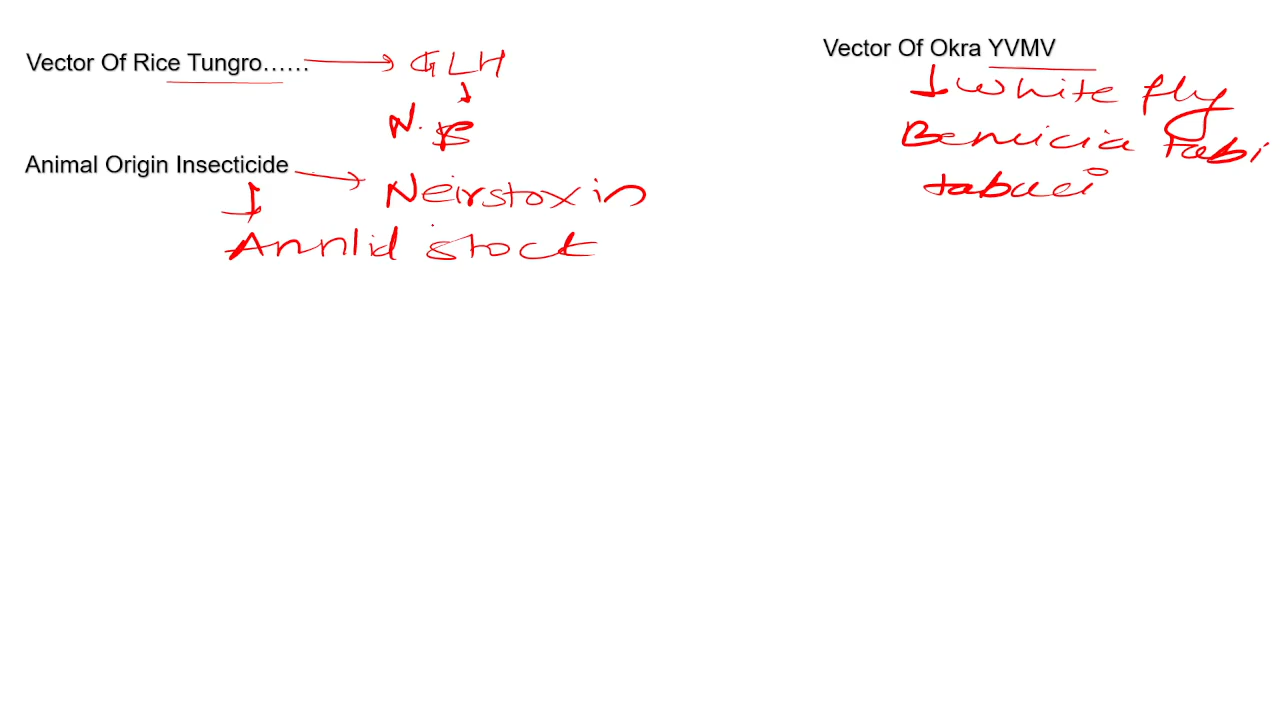 Vector Of Rice Tungro...... GLH
N.
Animal Origin Insecticide Neirstoxin
Annlid stock
Vector Of Okra YVMV
white fly
Bemicia tabi
tabaci